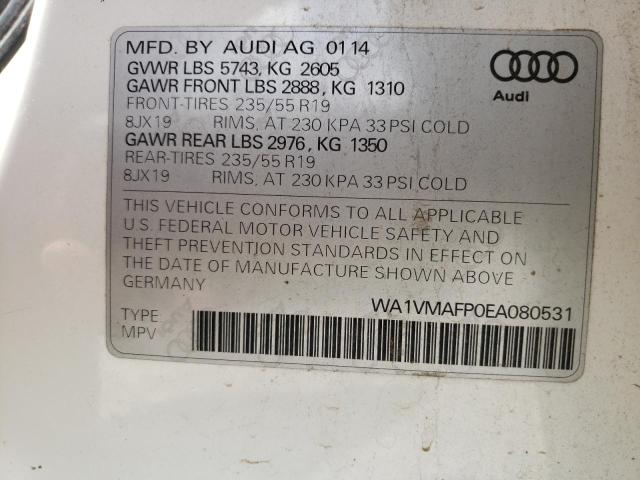 MFD. BY AUDI AG 01 14
GVWR LBS 5743, KG 2605
GAWR FRONT LBS 2888, KG 1310
FRONT-TIRES 235/55 R19
8JX19 RIMS, AT 230 KPA 33 PSI COLD
GAWR REAR LBS 2976, KG 1350
REAR-TIRES 235/55 R19
8JX19 RIMS, AT 230 KPA 33 PSI COLD
Audi
THIS VEHICLE CONFORMS TO ALL APPLICABLE
U.S. FEDERAL MOTOR VEHICLE SAFETY AND
THEFT PREVENTION STANDARDS IN EFFECT ON
THE DATE OF MANUFACTURE SHOWN ABOVE
GERMANY
WA1VMAFP0EA080531
TYPE
MPV